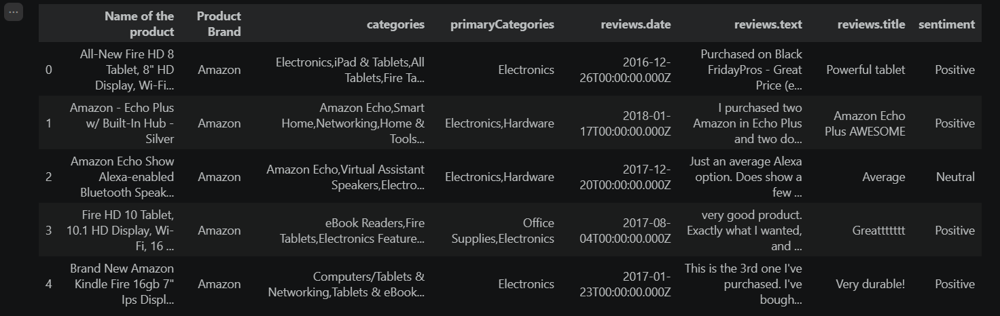 ...
Name of the product Product Brand categories primaryCategories reviews.date reviews.text reviews.title sentiment
0 All-New Fire HD 8 Tablet, 8" HD Display, Wi-Fi... Amazon Electronics,iPad & Tablets,All Tablets,Fire Ta... Electronics 2016-12-26T00:00:00.000Z Purchased on Black FridayPros - Great Price (e... Powerful tablet Positive
1 Amazon - Echo Plus w/ Built-In Hub - Silver Amazon Amazon Echo,Smart Home,Networking,Home & Tools... Electronics,Hardware 2018-01-17T00:00:00.000Z I purchased two Amazon in Echo Plus and two do... Amazon Echo Plus AWESOME Positive
2 Amazon Echo Show Alexa-enabled Bluetooth Speak... Amazon Amazon Echo,Virtual Assistant Speakers,Electro... Electronics,Hardware 2017-12-20T00:00:00.000Z Just an average Alexa option. Does show a few ... Average Neutral
3 Fire HD 10 Tablet, 10.1 HD Display, Wi-Fi, 16 ... Amazon eBook Readers,Fire Tablets,Electronics Feature... Office Supplies,Electronics 2017-08-04T00:00:00.000Z very good product. Exactly what I wanted, and ... Greattttttt Positive
4 Brand New Amazon Kindle Fire 16gb 7" Ips Displ... Amazon Computers/Tablets & Networking,Tablets & eBook... Electronics 2017-01-23T00:00:00.000Z This is the 3rd one I've purchased. I've bough... Very durable! Positive